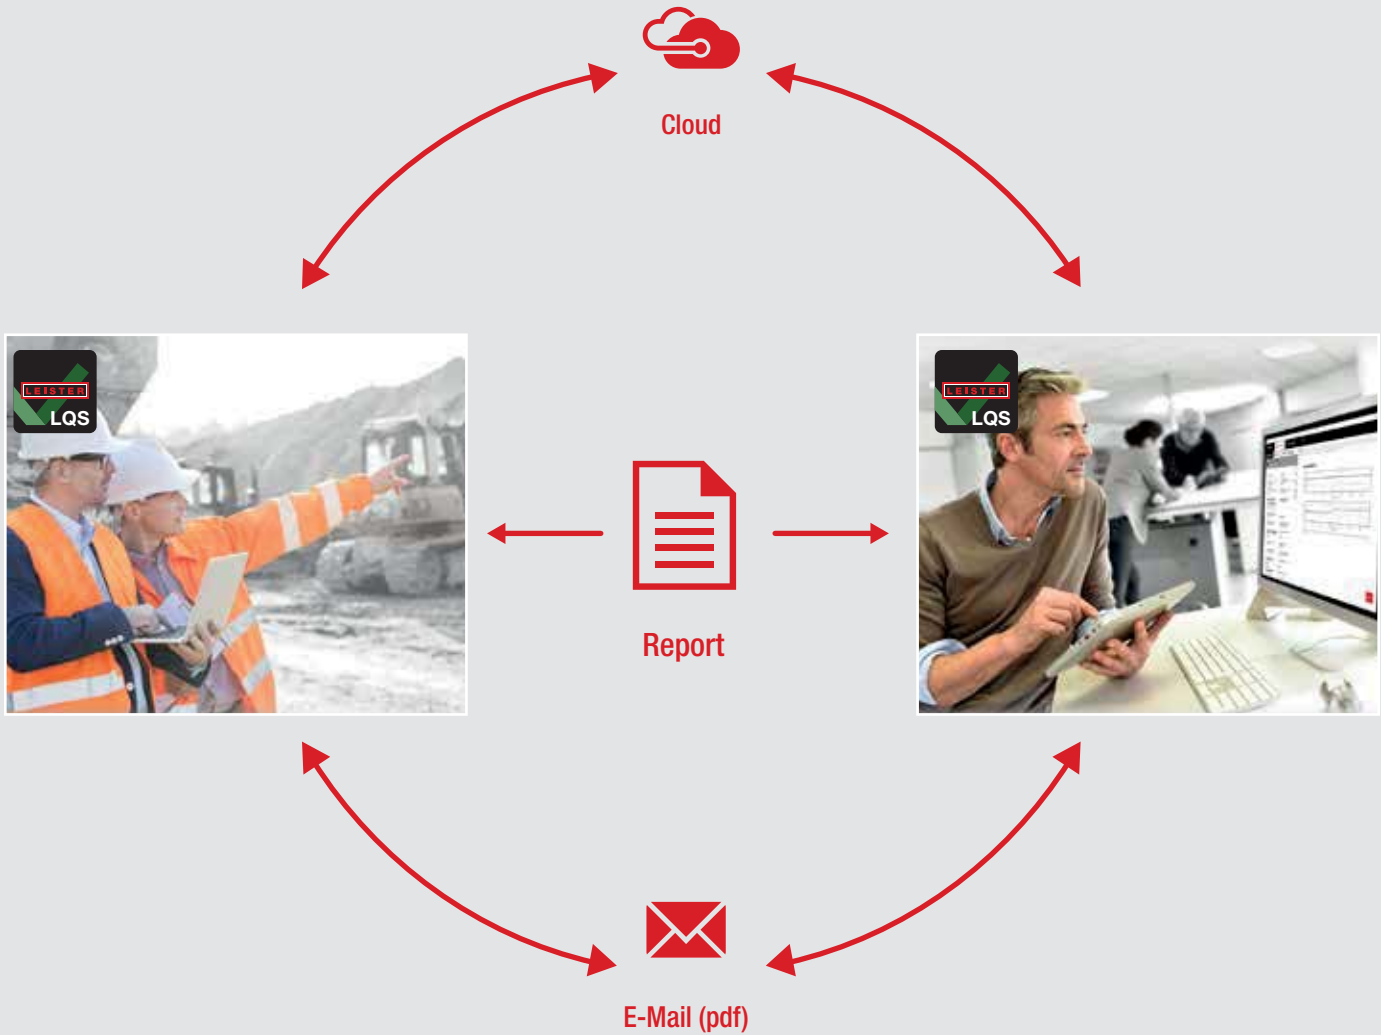 Cloud
LEISTER
LQS
LEISTER
LQS
Report
E-Mail (pdf)